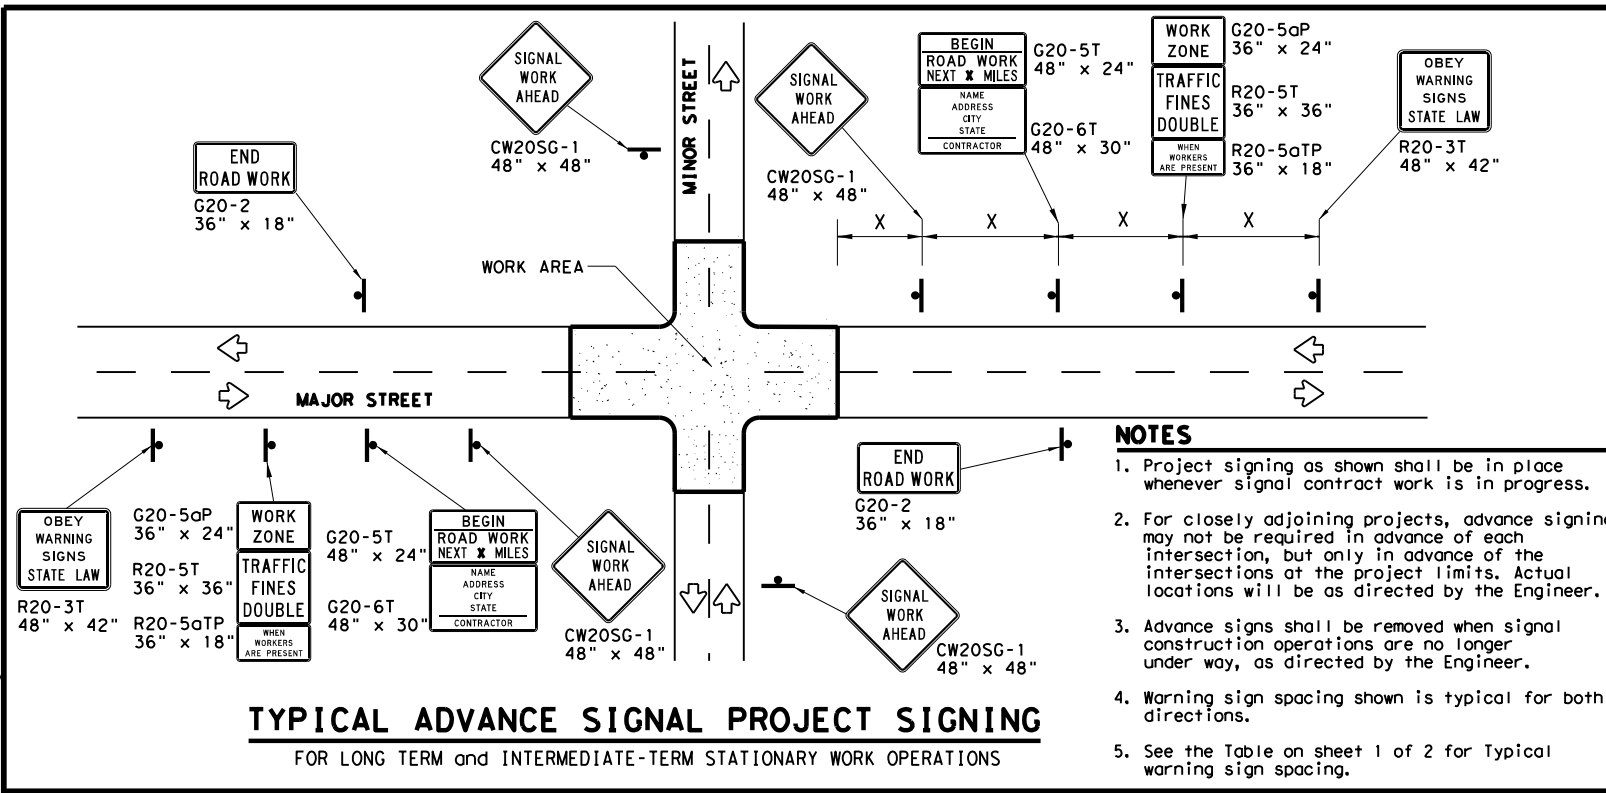 SIGNAL
WORK
AHEAD
CW20SG-1
48" x 48"
MINOR STREET
SIGNAL
WORK
AHEAD
CW20SG-1
48" x 48"
BEGIN
ROAD WORK
NEXT X MILES
NAME
ADDRESS
CITY
STATE
CONTRACTOR
G20-5T
48" x 24"
G20-6T
48" x 30"
WORK
ZONE
TRAFFIC
FINES
DOUBLE
WHEN
WORKERS
ARE PRESENT
G20-5aP
36" x 24"
R20-5T
36" x 36"
R20-5aTP
36" x 18"
OBEY
WARNING
SIGNS
STATE LAW
R20-3T
48" x 42"
END
ROAD WORK
G20-2
36" x 18"
X
X
X
X
WORK AREA
MAJOR STREET
OBEY
WARNING
SIGNS
STATE LAW
R20-3T
48" x 42"
G20-5aP
36" x 24"
R20-5T
36" x 36"
R20-5aTP
36" x 18"
WORK
ZONE
TRAFFIC
FINES
DOUBLE
WHEN
WORKERS
ARE PRESENT
G20-5T
48" x 24"
G20-6T
48" x 30"
BEGIN
ROAD WORK
NEXT X MILES
NAME
ADDRESS
CITY
STATE
CONTRACTOR
SIGNAL
WORK
AHEAD
CW20SG-1
48" x 48"
END
ROAD WORK
G20-2
36" x 18"
SIGNAL
WORK
AHEAD
CW20SG-1
48" x 48"
TYPICAL ADVANCE SIGNAL PROJECT SIGNING
FOR LONG TERM and INTERMEDIATE-TERM STATIONARY WORK OPERATIONS
NOTES
1. Project signing as shown shall be in place
whenever signal contract work is in progress.
2. For closely adjoining projects, advance signing
may not be required in advance of each
intersection, but only in advance of the
intersections at the project limits. Actual
locations will be as directed by the Engineer.
3. Advance signs shall be removed when signal
construction operations are no longer
under way, as directed by the Engineer.
4. Warning sign spacing shown is typical for both
directions.
5. See the Table on sheet 1 of 2 for Typical
warning sign spacing.